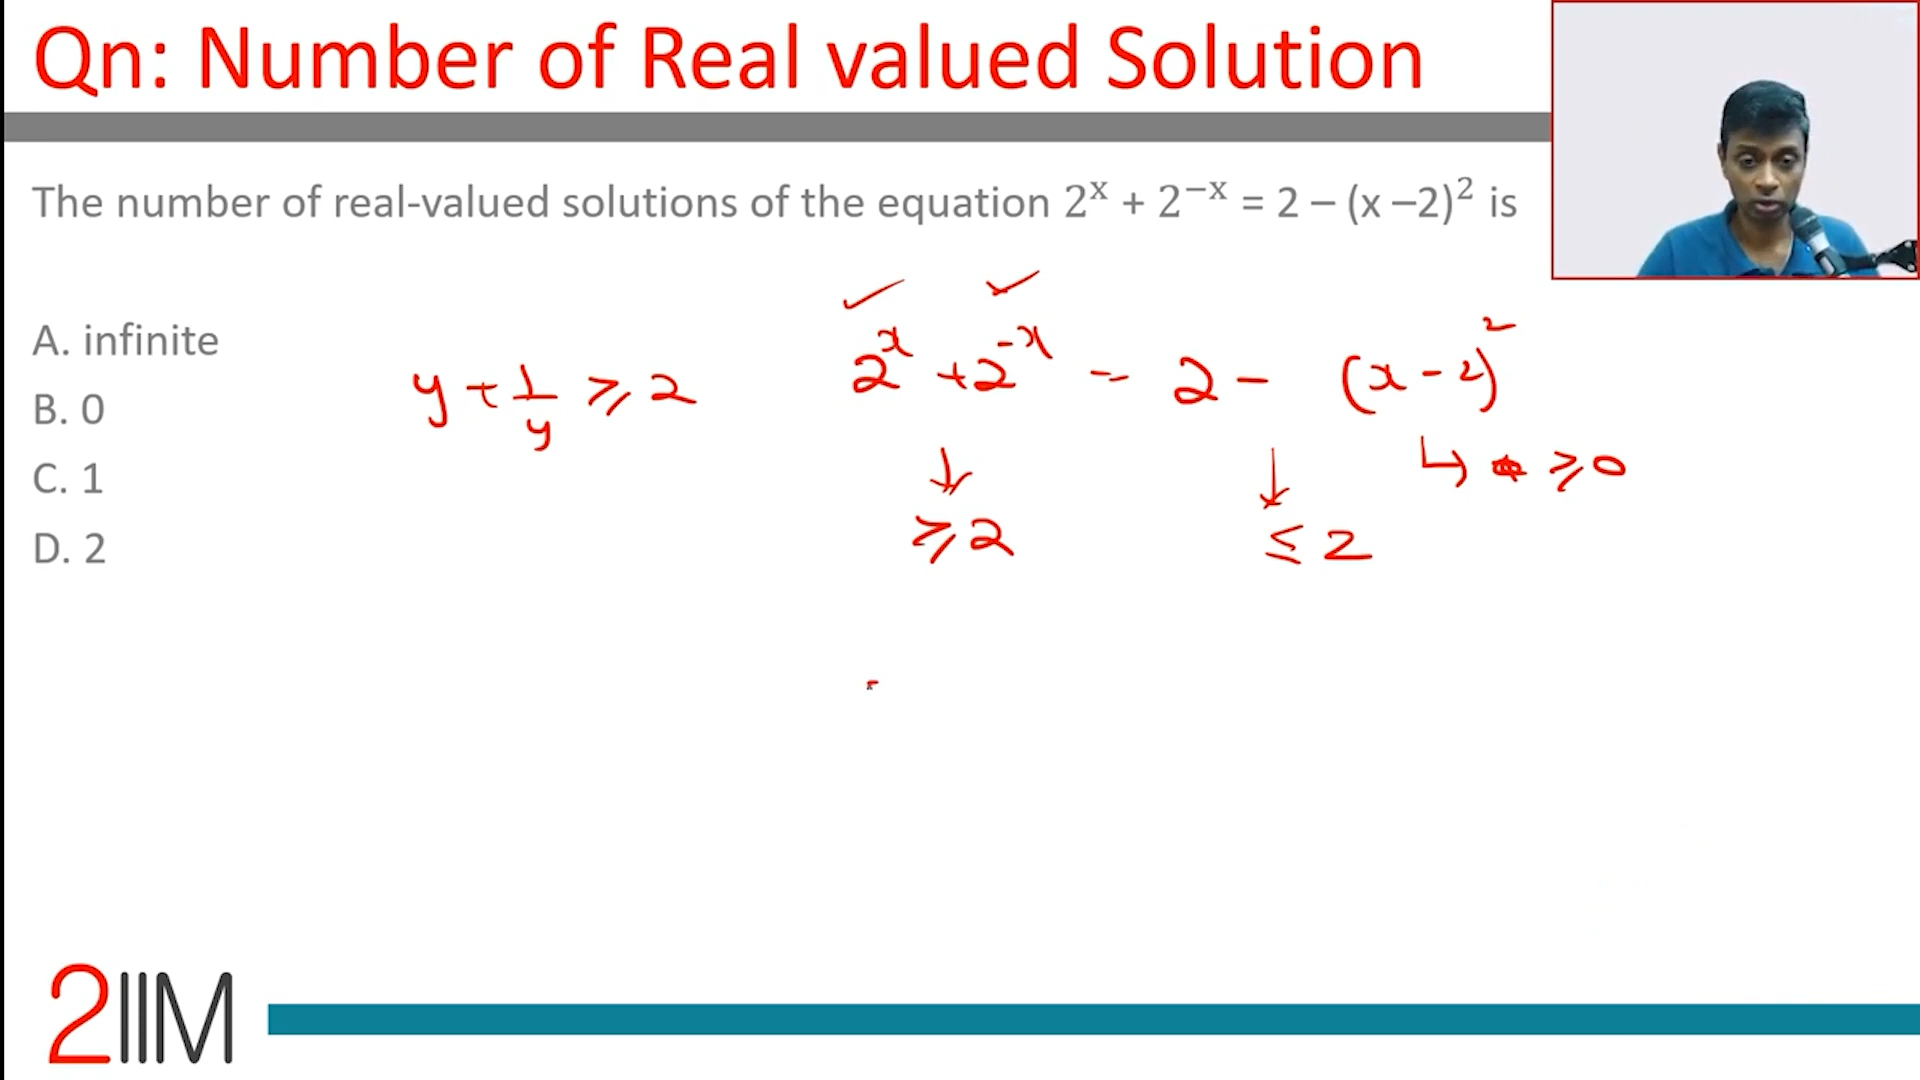 Qn: Number of Real valued Solution
The number of real-valued solutions of the equation 2ˣ + 2⁻ˣ = 2 – (x –2)² is
A. infinite
B. 0
C. 1
D. 2
y + 1/y ≥ 2
2ˣ + 2⁻ˣ = 2 - (x - 2)²
↓ ≥ 2
↓ ≤ 2
↳ ≥ 0
2IIM